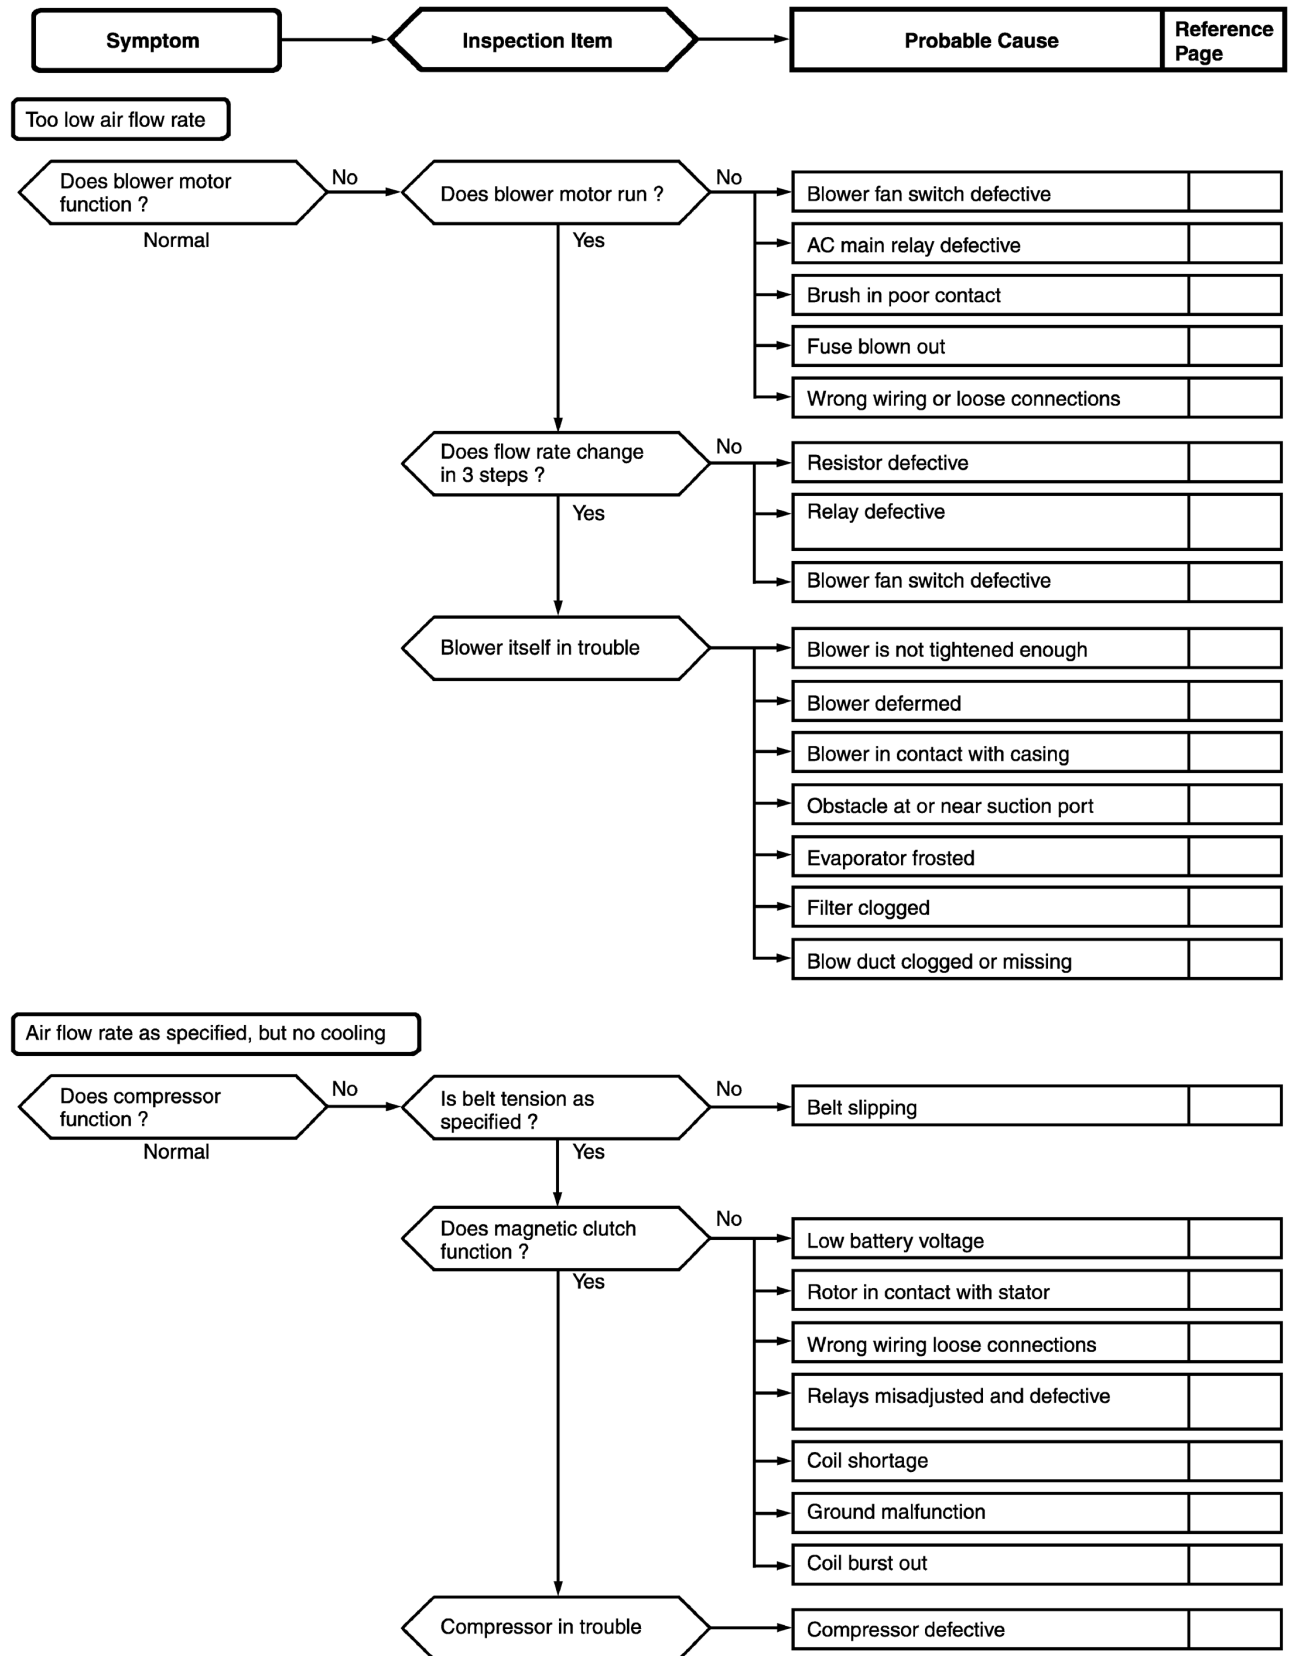 Symptom
Inspection Item
Probable Cause
Reference
Page
Too low air flow rate
Does blower motor
function ?
No
Normal
Does blower motor run ?
No
Yes
Blower fan switch defective
AC main relay defective
Brush in poor contact
Fuse blown out
Wrong wiring or loose connections
Does flow rate change
in 3 steps ?
No
Yes
Resistor defective
Relay defective
Blower fan switch defective
Blower itself in trouble
Blower is not tightened enough
Blower defermed
Blower in contact with casing
Obstacle at or near suction port
Evaporator frosted
Filter clogged
Blow duct clogged or missing
Air flow rate as specified, but no cooling
Does compressor
function ?
No
Normal
Is belt tension as
specified ?
No
Yes
Belt slipping
Does magnetic clutch
function ?
No
Yes
Low battery voltage
Rotor in contact with stator
Wrong wiring loose connections
Relays misadjusted and defective
Coil shortage
Ground malfunction
Coil burst out
Compressor in trouble
Compressor defective